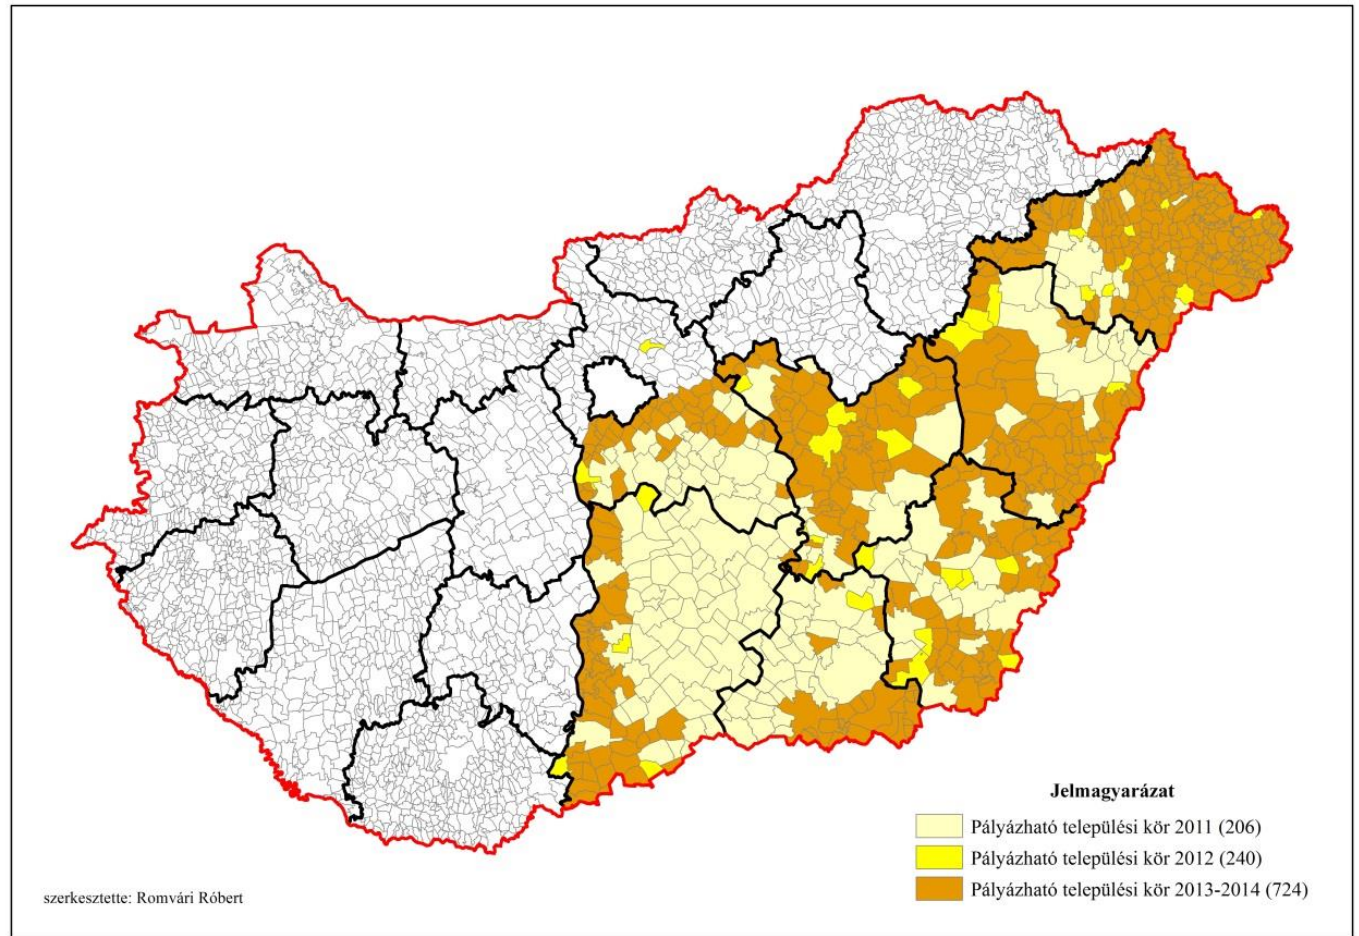 Jelmagyarázat
Pályázható települési kör 2011 (206)
Pályázható települési kör 2012 (240)
Pályázható települési kör 2013-2014 (724)
szerkesztette: Romvári Róbert